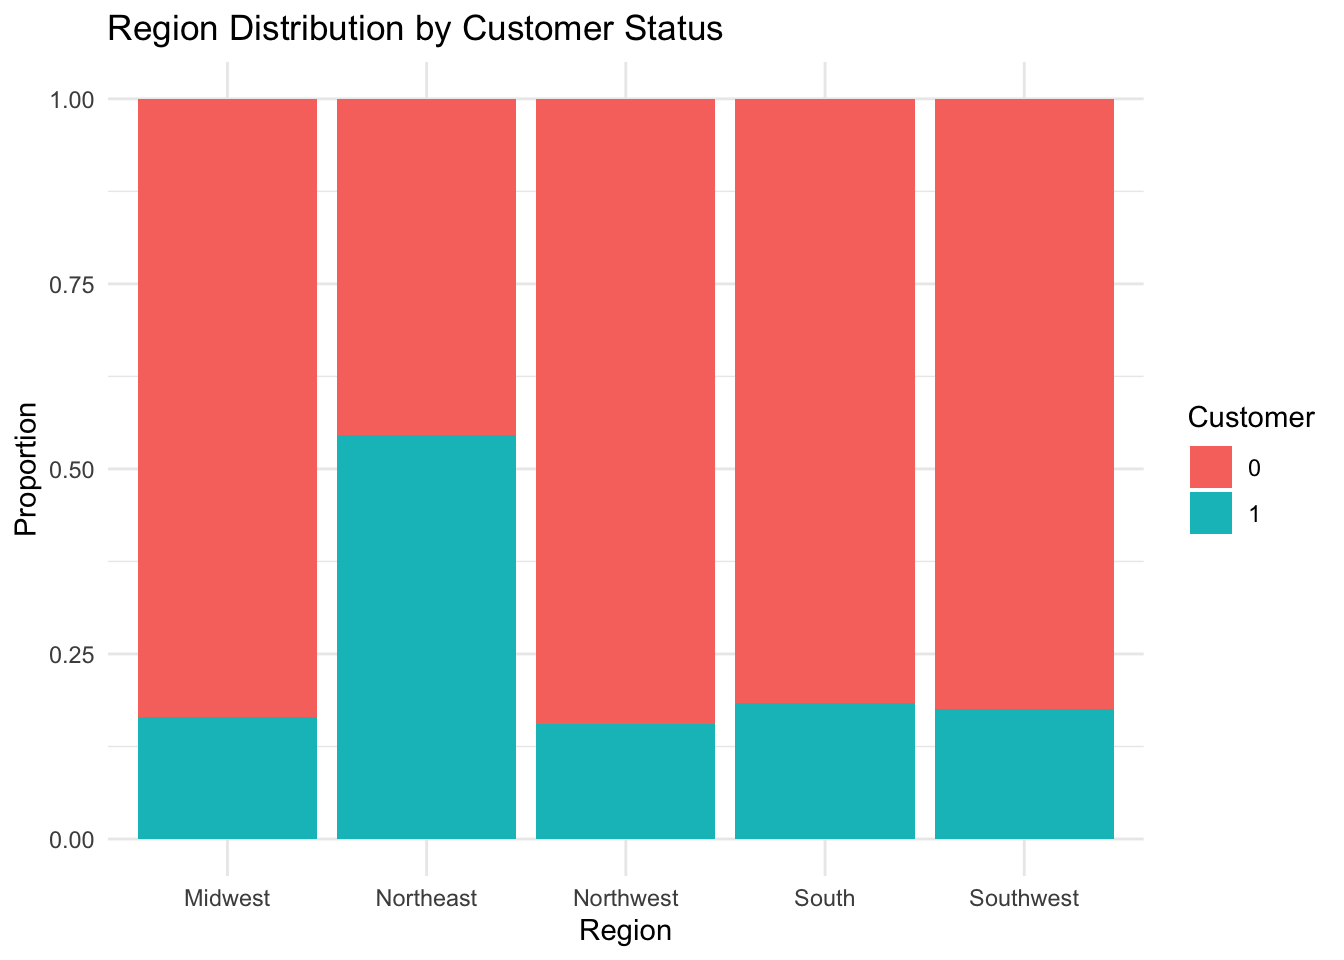 Region Distribution by Customer Status
Proportion
1.00
0.75
0.50
0.25
0.00
Midwest Northeast Northwest South Southwest
Region
Customer
0
1